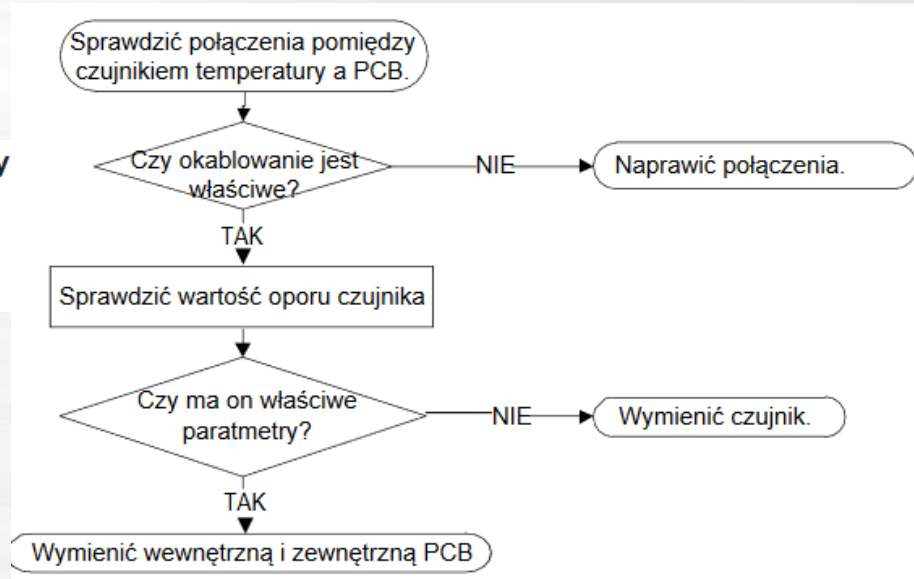 Sprawdzić połączenia pomiędzy
czujnikiem temperatury a PCB.
y
Czy okablowanie jest
właściwe?
NIE
Naprawić połączenia.
TAK
Sprawdzić wartość oporu czujnika
Czy ma on właściwe
paratmetry?
NIE
Wymienić czujnik.
TAK
Wymienić wewnętrzną i zewnętrzną PCB